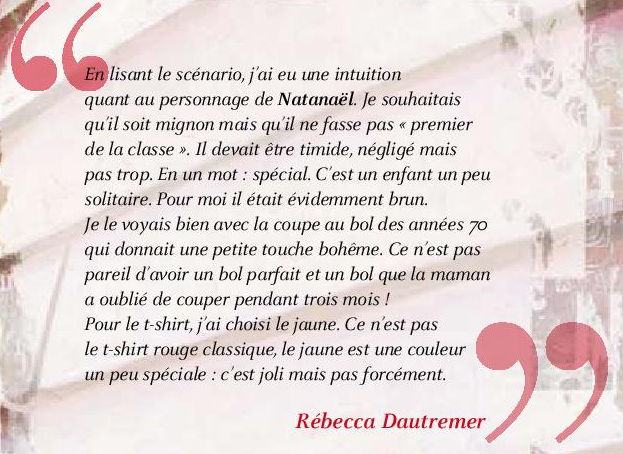 “
En lisant le scénario, j’ai eu une intuition
quant au personnage de Natanaël. Je souhaitais
qu’il soit mignon mais qu’il ne fasse pas « premier
de la classe ». Il devait être timide, négligé mais
pas trop. En un mot : spécial. C’est un enfant un peu
solitaire. Pour moi il était évidemment brun.
Je le voyais bien avec la coupe au bol des années 70
qui donnait une petite touche bohême. Ce n’est pas
pareil d’avoir un bol parfait et un bol que la maman
a oublié de couper pendant trois mois !
Pour le t-shirt, j’ai choisi le jaune. Ce n’est pas
le t-shirt rouge classique, le jaune est une couleur
un peu spéciale : c’est joli mais pas forcément.
”
Rébecca Dautremer